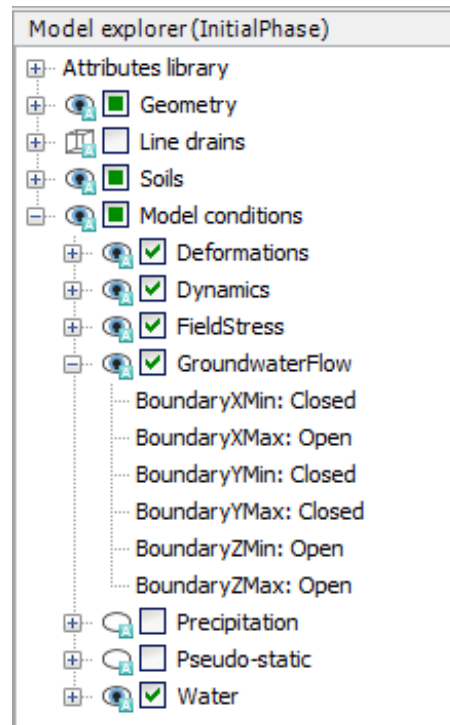 Model explorer (InitialPhase)
Attributes library
Geometry
Line drains
Soils
Model conditions
Deformations
Dynamics
FieldStress
GroundwaterFlow
BoundaryXMin: Closed
BoundaryXMax: Open
BoundaryYMin: Closed
BoundaryYMax: Closed
BoundaryZMin: Open
BoundaryZMax: Open
Precipitation
Pseudo-static
Water